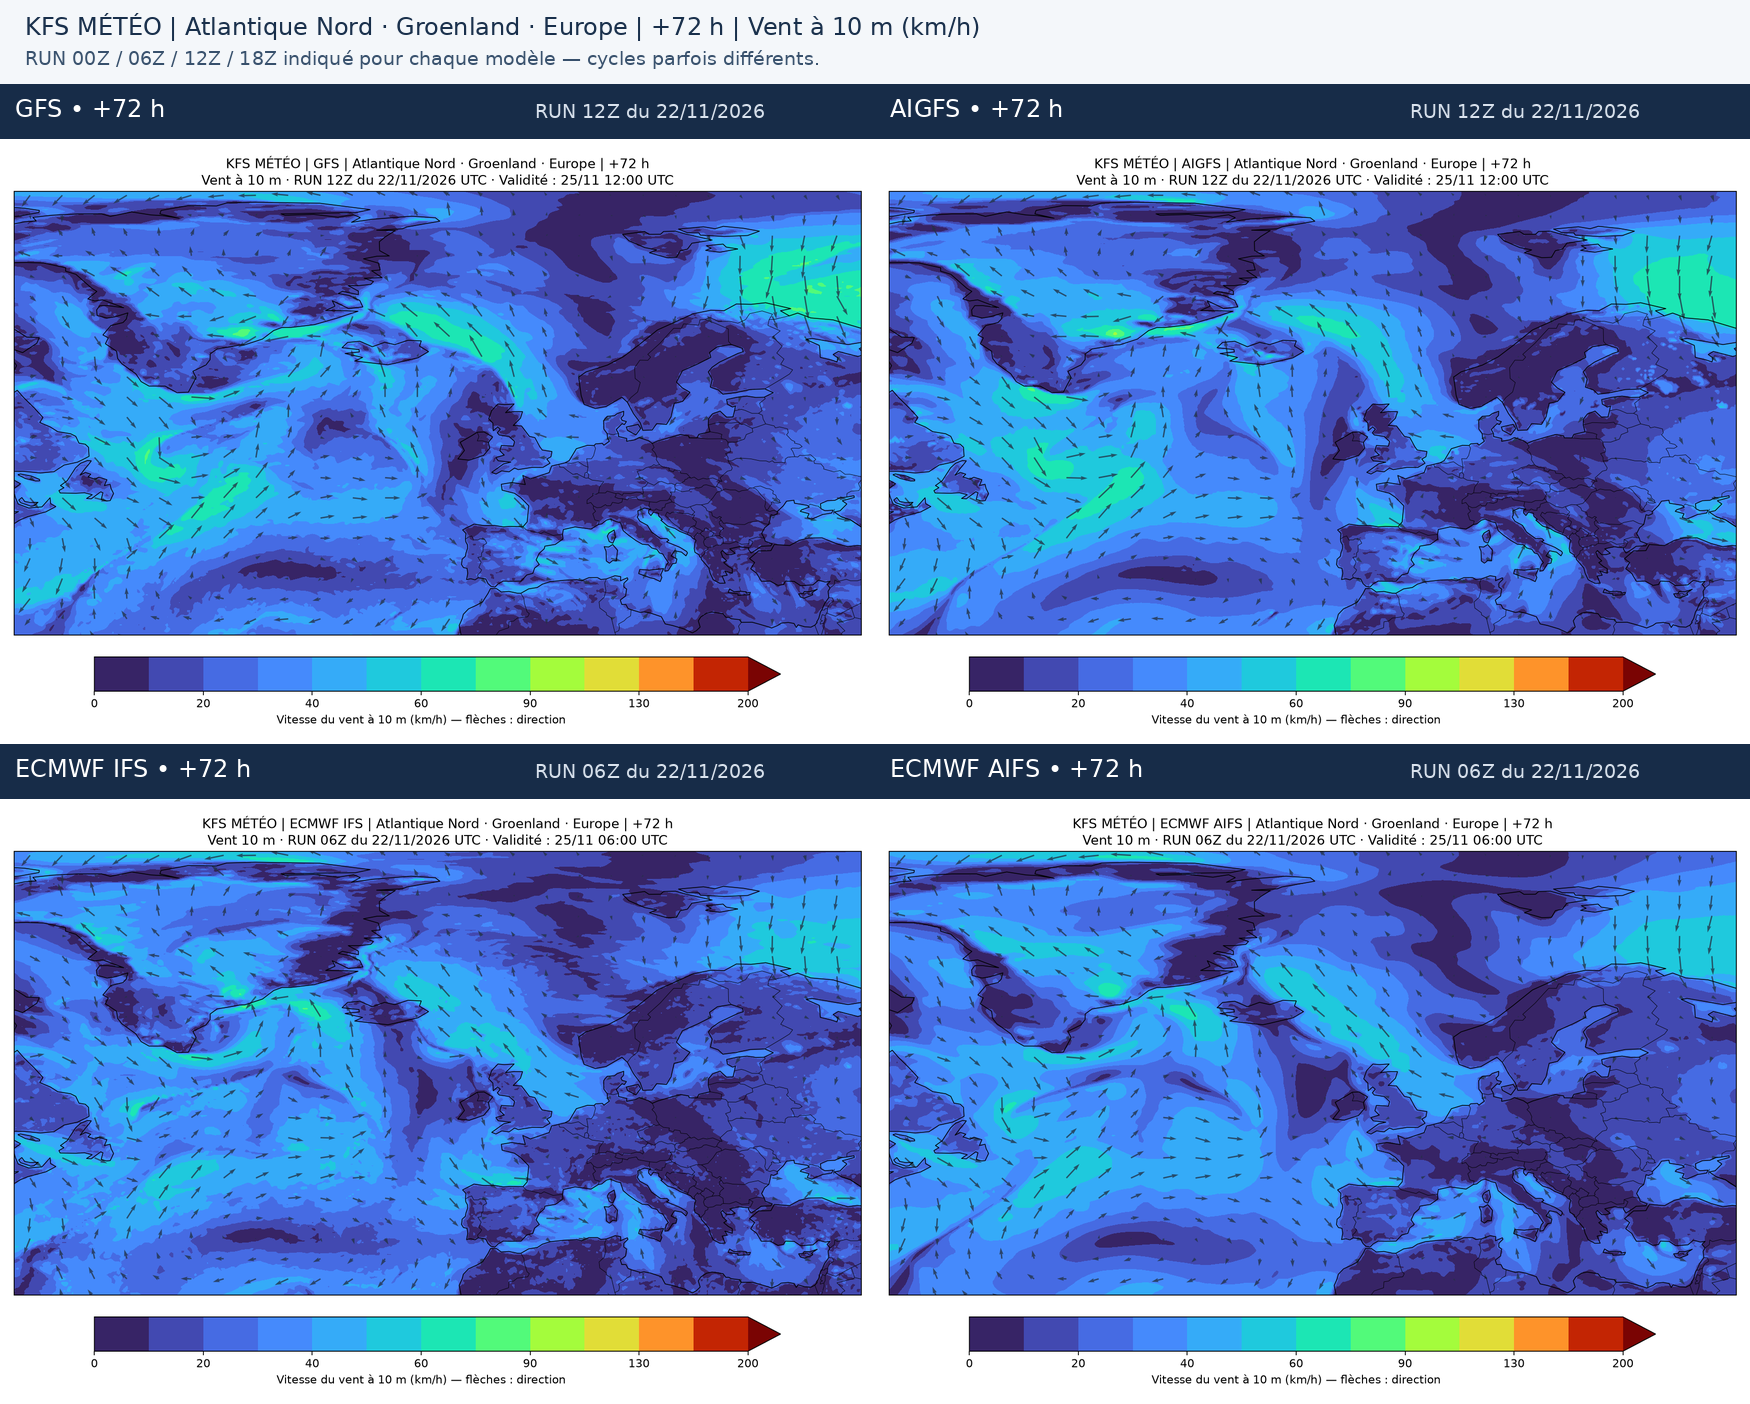 KFS MÉTÉO | Atlantique Nord · Groenland · Europe | +72 h | Vent à 10 m (km/h)
RUN 00Z / 06Z / 12Z / 18Z indiqué pour chaque modèle — cycles parfois différents.
GFS • +72 h
RUN 12Z du 22/11/2026
AIGFS • +72 h
RUN 12Z du 22/11/2026
KFS MÉTÉO | GFS | Atlantique Nord · Groenland · Europe | +72 h
Vent à 10 m · RUN 12Z du 22/11/2026 UTC · Validité : 25/11 12:00 UTC
KFS MÉTÉO | AIGFS | Atlantique Nord · Groenland · Europe | +72 h
Vent à 10 m · RUN 12Z du 22/11/2026 UTC · Validité : 25/11 12:00 UTC
0 20 40 60 90 130 200
Vitesse du vent à 10 m (km/h) — flèches : direction
0 20 40 60 90 130 200
Vitesse du vent à 10 m (km/h) — flèches : direction
ECMWF IFS • +72 h
RUN 06Z du 22/11/2026
ECMWF AIFS • +72 h
RUN 06Z du 22/11/2026
KFS MÉTÉO | ECMWF IFS | Atlantique Nord · Groenland · Europe | +72 h
Vent 10 m · RUN 06Z du 22/11/2026 UTC · Validité : 25/11 06:00 UTC
KFS MÉTÉO | ECMWF AIFS | Atlantique Nord · Groenland · Europe | +72 h
Vent 10 m · RUN 06Z du 22/11/2026 UTC · Validité : 25/11 06:00 UTC
0 20 40 60 90 130 200
Vitesse du vent à 10 m (km/h) — flèches : direction
0 20 40 60 90 130 200
Vitesse du vent à 10 m (km/h) — flèches : direction